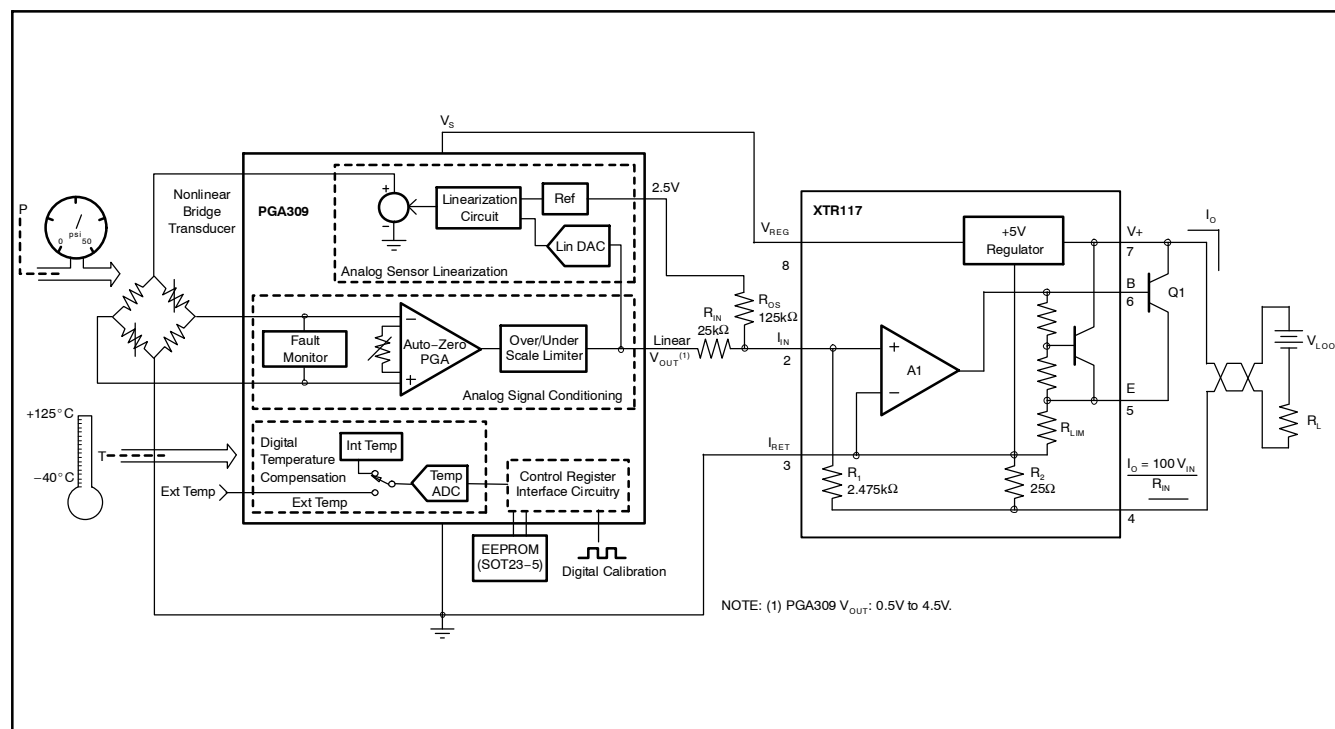 V_S
P
psi
0 50
Nonlinear
Bridge
Transducer
PGA309
+
−
Linearization
Circuit
Ref
2.5V
Lin DAC
Analog Sensor Linearization
Fault
Monitor
−
Auto−Zero
PGA
+
Over/Under
Scale Limiter
Linear
V_OUT(1)
Analog Signal Conditioning
R_IN
25kΩ
R_OS
125kΩ
+125°C
−40°C
T
Digital
Temperature
Compensation
Int Temp
Temp
ADC
Ext Temp
Ext Temp
Control Register
Interface Circuitry
EEPROM
(SOT23−5)
Digital Calibration
XTR117
V_REG
8
+5V
Regulator
V+
7
I_O
B
6
Q1
I_IN
2
+
A1
−
E
5
R_LIM
I_RET
3
R_1
2.475kΩ
R_2
25Ω
4
V_LOO
R_L
I_O = 100 V_IN
R_IN
NOTE: (1) PGA309 V_OUT: 0.5V to 4.5V.